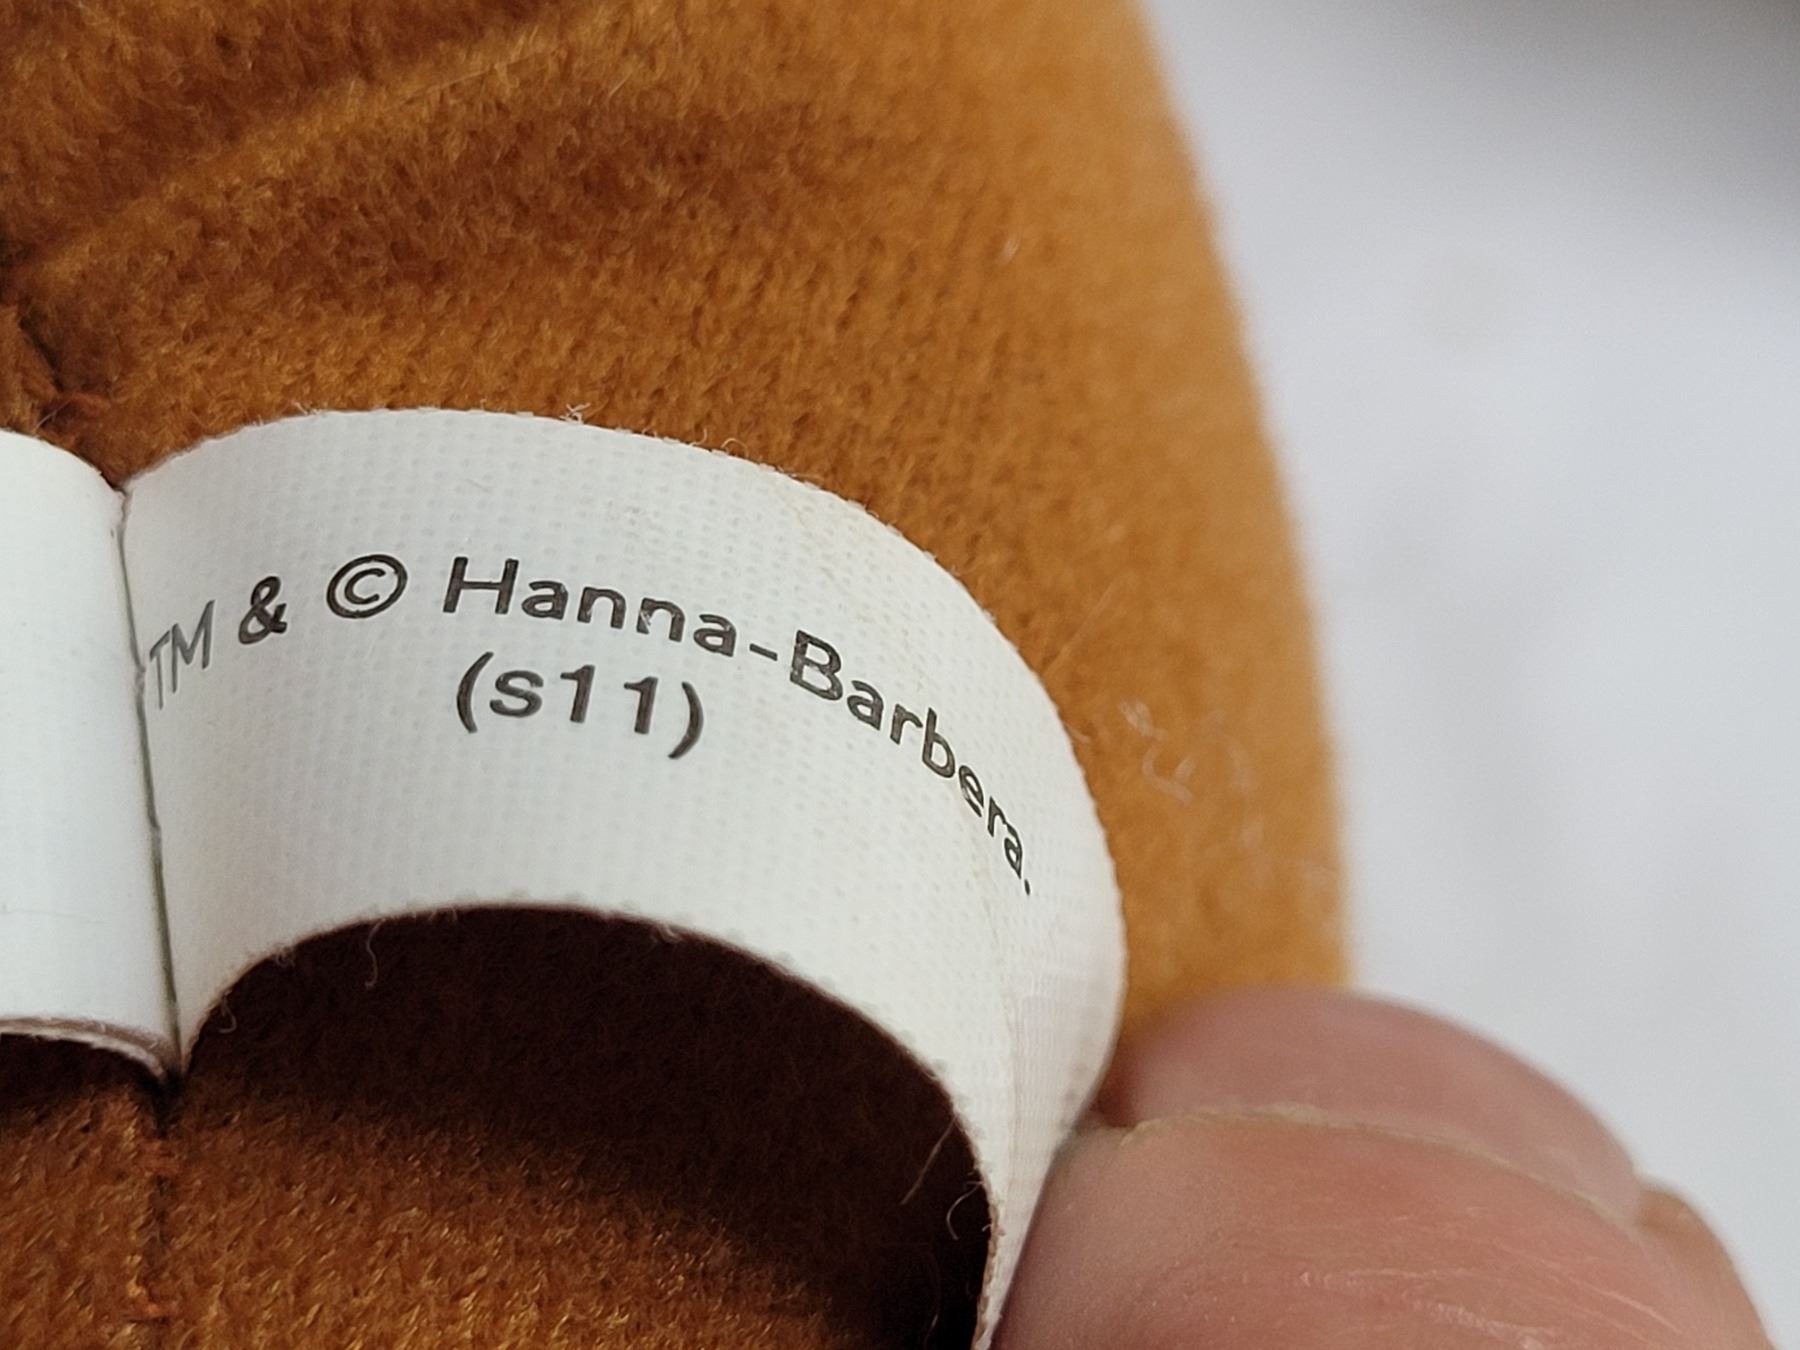 TM & © Hanna-Barbera.
(s11)